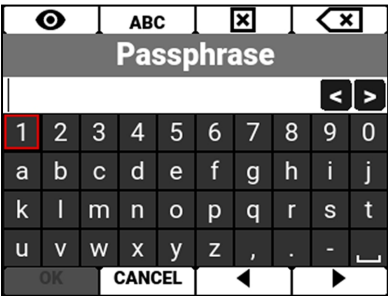 ABC
Passphrase
< >
1 2 3 4 5 6 7 8 9 0
a b c d e f g h i j
k l m n o p q r s t
u v w x y z , . - ⎵
OK CANCEL